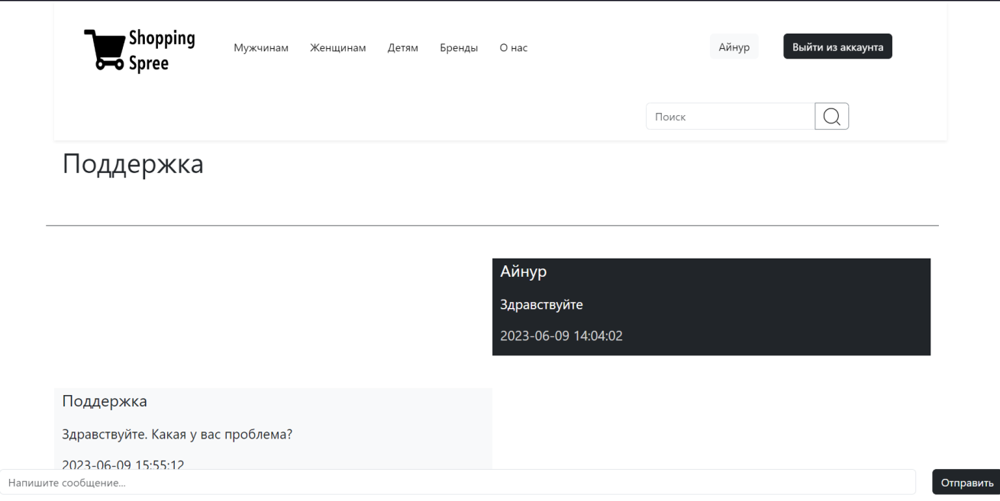 Shopping
Spree
Мужчинам Женщинам Детям Бренды О нас
Айнур Выйти из аккаунта
Поиск
Поддержка
Айнур
Здравствуйте
2023-06-09 14:04:02
Поддержка
Здравствуйте. Какая у вас проблема?
2023-06-09 15:55:12
Напишите сообщение... Отправить